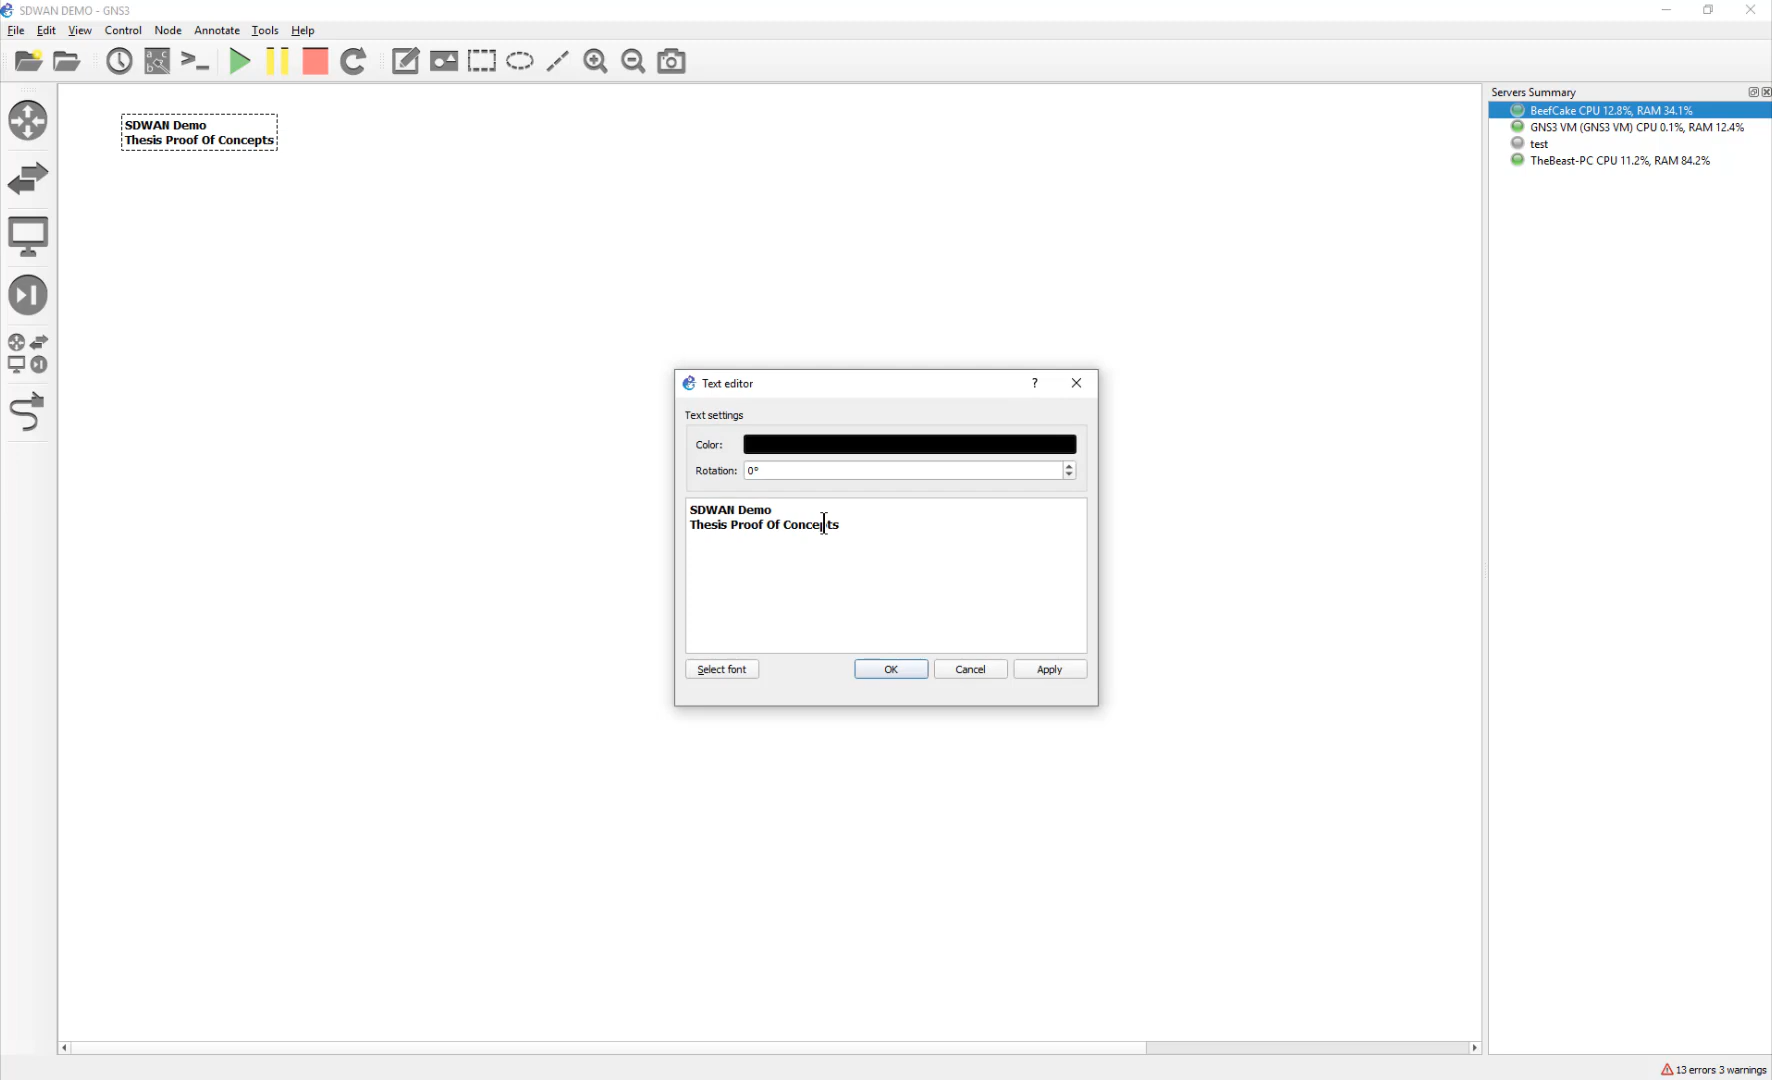 SDWAN DEMO - GNS3
File Edit View Control Node Annotate Tools Help
SDWAN Demo
Thesis Proof Of Concepts
Servers Summary
BeefCake CPU 12.8%, RAM 34.1%
GNS3 VM (GNS3 VM) CPU 0.1%, RAM 12.4%
test
TheBeast-PC CPU 11.2%, RAM 84.2%
Text editor
Text settings
Color:
Rotation: 0°
SDWAN Demo
Thesis Proof Of Concepts
Select font OK Cancel Apply
13 errors 3 warnings